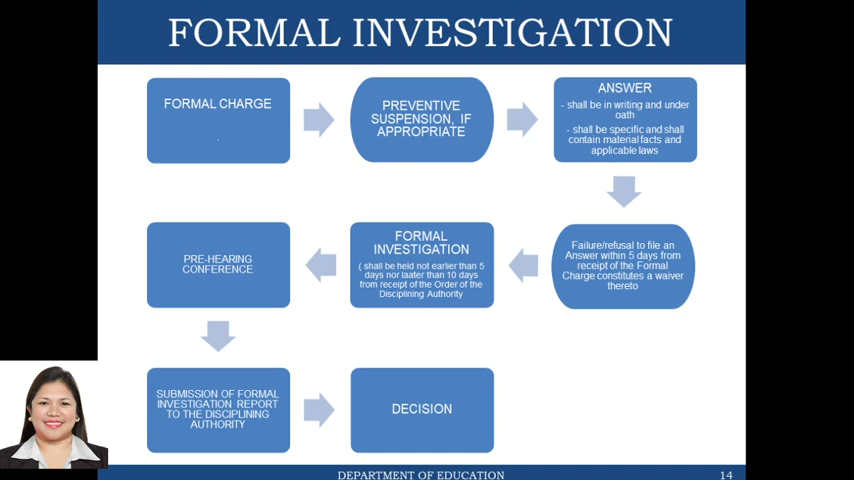 FORMAL INVESTIGATION
FORMAL CHARGE
.
PREVENTIVE
SUSPENSION, IF
APPROPRIATE
ANSWER
- shall be in writing and under
oath
- shall be specific and shall
contain material facts and
applicable laws
Failure/refusal to file an
Answer within 5 days from
receipt of the Formal
Charge constitutes a waiver
thereto
FORMAL
INVESTIGATION
( shall be held not earlier than 5
days nor laater than 10 days
from receipt of the Order of the
Disciplining Authority
PRE-HEARING
CONFERENCE
SUBMISSION OF FORMAL
INVESTIGATION REPORT
TO THE DISCIPLINING
AUTHORITY
DECISION
DEPARTMENT OF EDUCATION
14